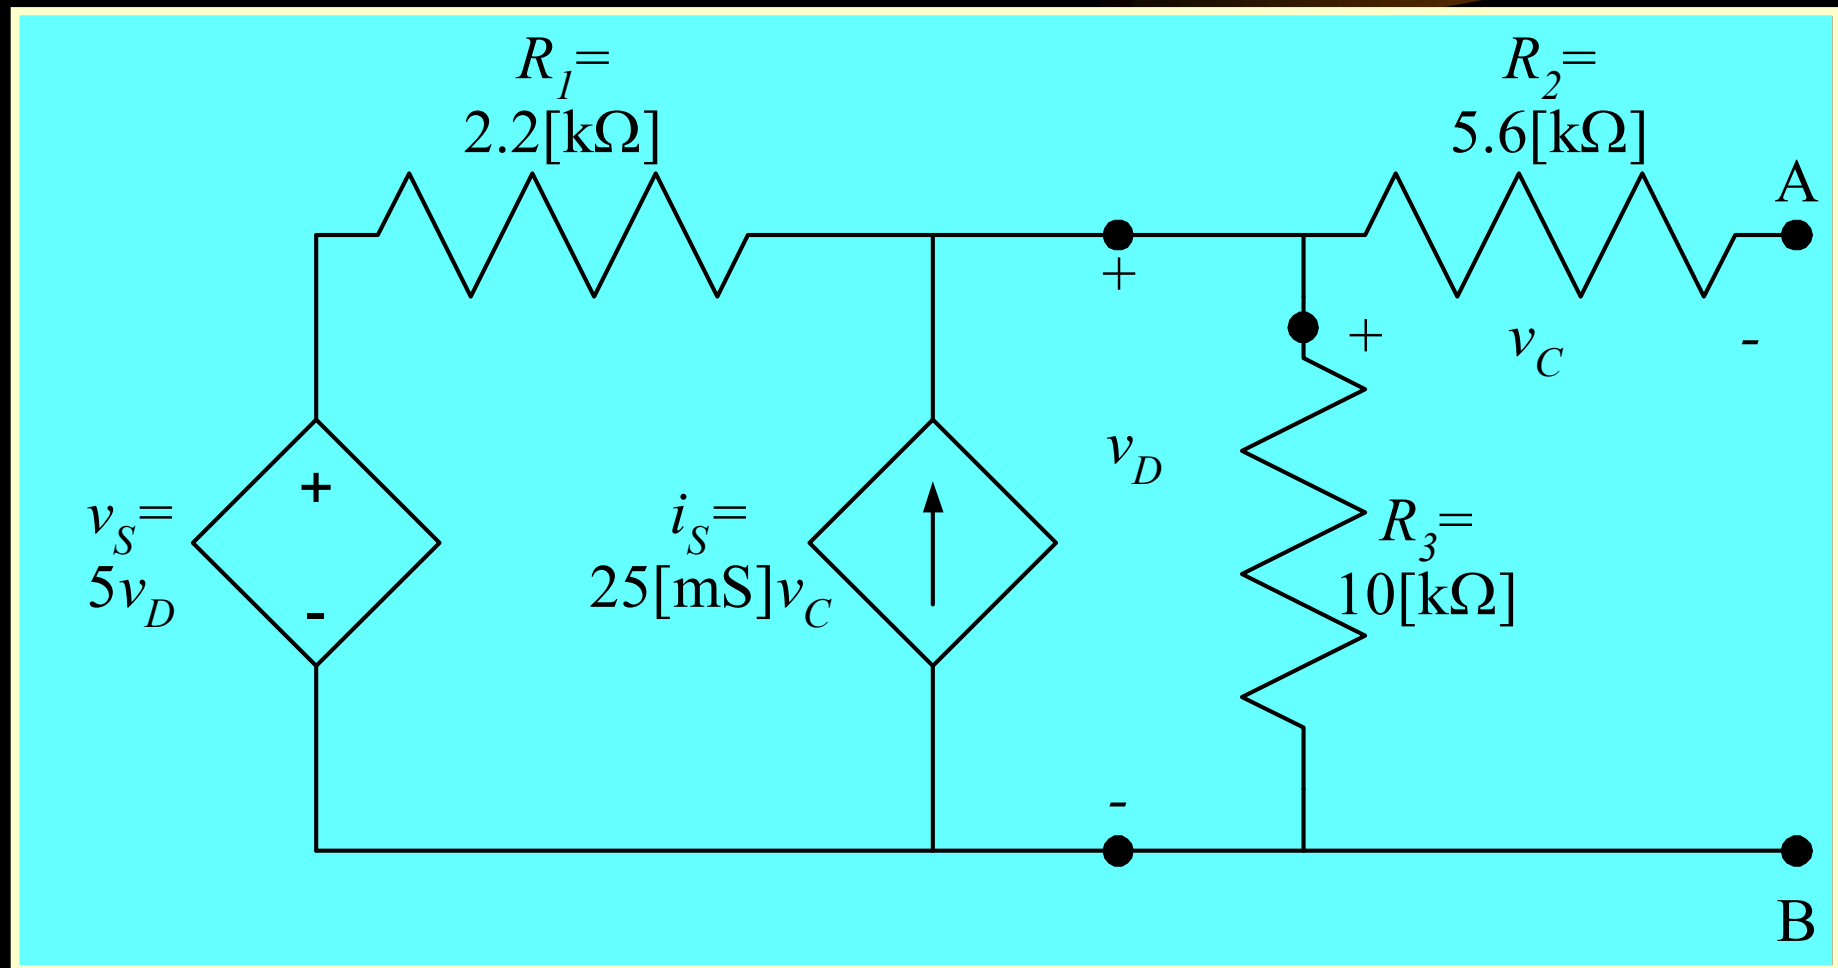 R1=
2.2[kΩ]
R2=
5.6[kΩ]
A
+
+
vC
-
vD
+
-
vS=
5vD
iS=
25[mS]vC
R3=
10[kΩ]
-
B